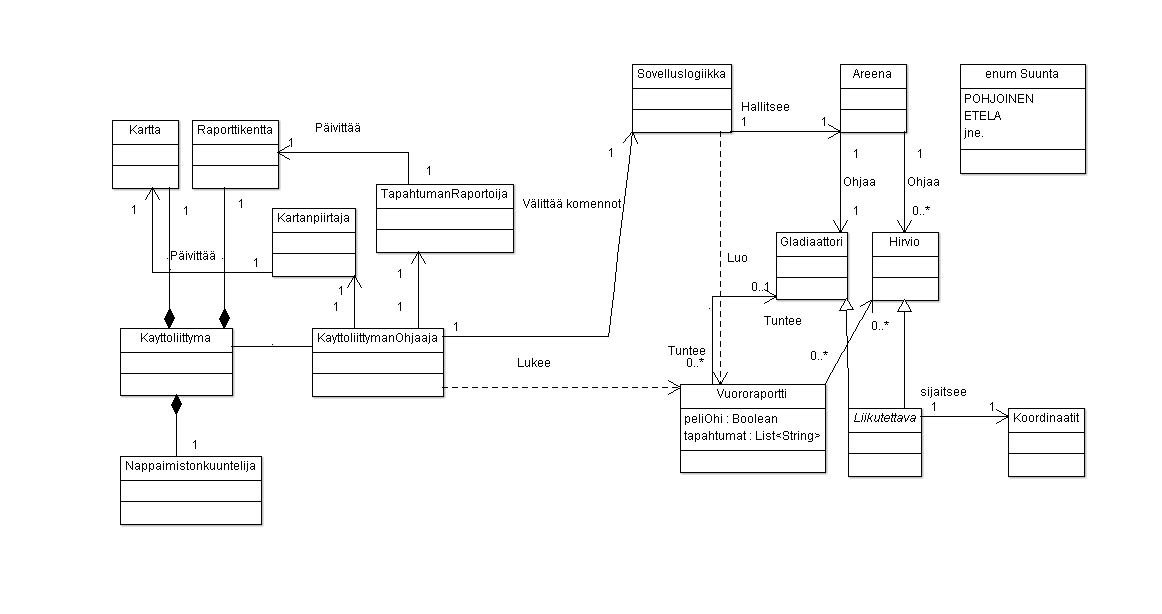 Sovelluslogiikka
Areena
enum Suunta
POHJOINEN
ETELA
jne.
Hallitsee
1
1
Kartta
Raporttikentta
Päivittää
1
1
TapahtumanRaportoija
1
Välittää komennot
1
1
Ohjaa
Ohjaa
1
0..*
1
1
1
Kartanpiirtaja
Päivittää
1
Gladiaattori
Hirvio
Luo
0..1
Tuntee
0..*
1
1
1
1
Kayttoliittyma
KayttoliittymanOhjaaja
1
Lukee
Tuntee
0..*
0..*
Vuororaportti
peliOhi : Boolean
tapahtumat : List<String>
sijaitsee
1
1
Liikutettava
Koordinaatit
1
Nappaimistonkuuntelija